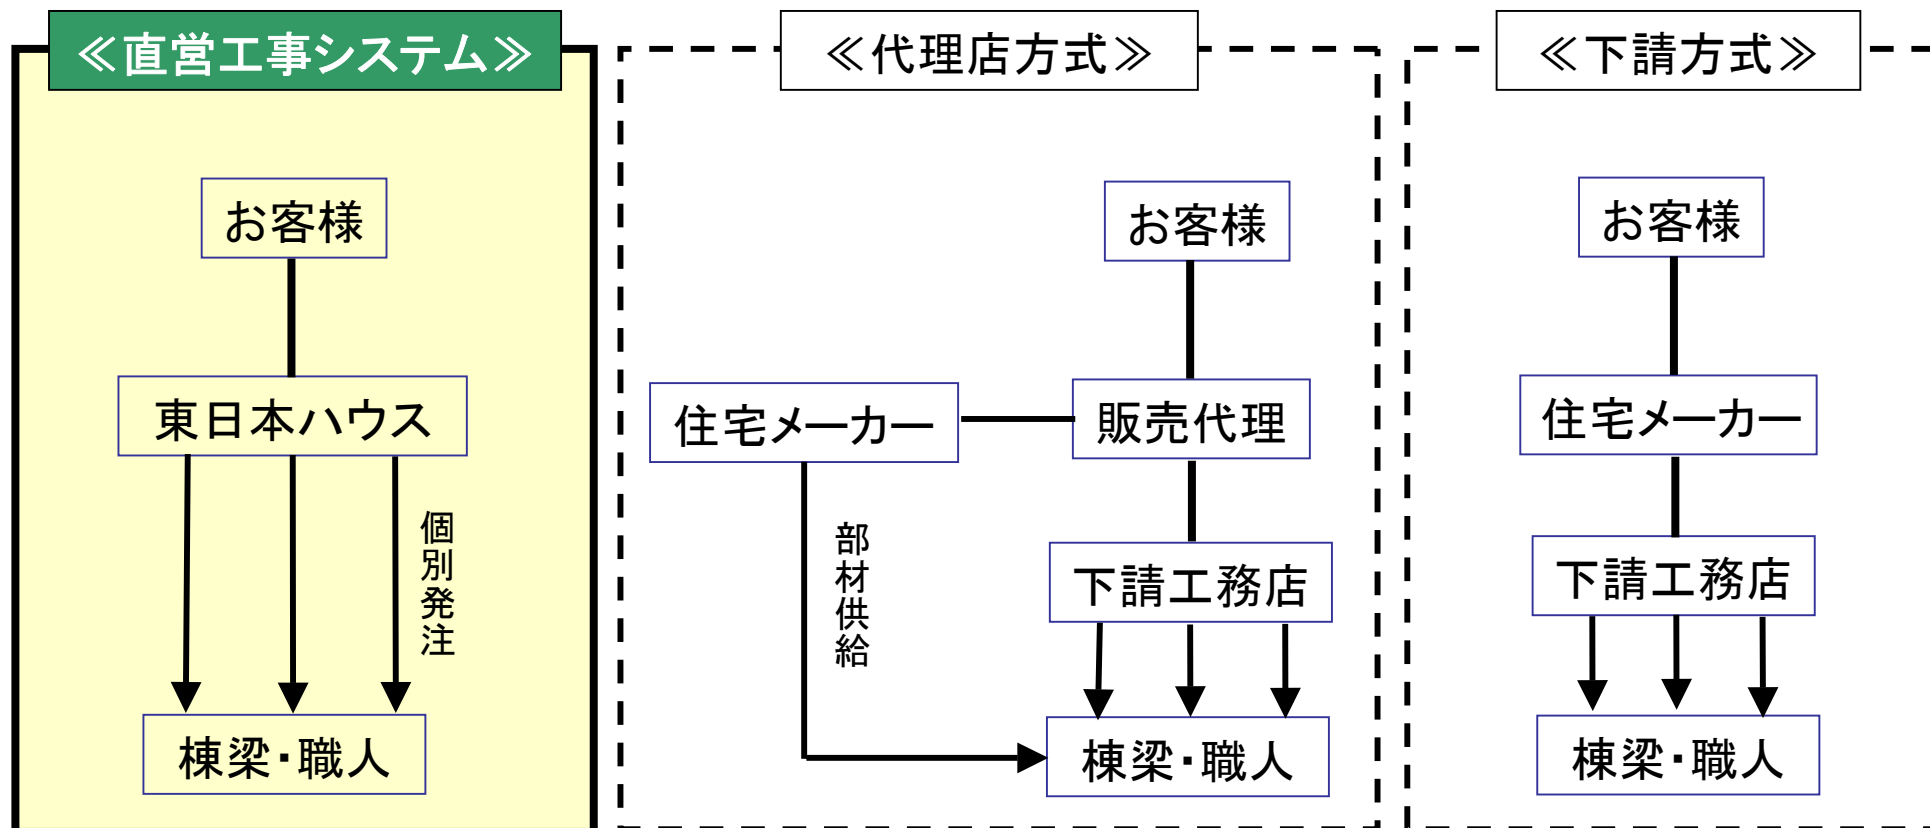 ≪直営工事システム≫
お客様
東日本ハウス
個別発注
棟梁・職人
≪代理店方式≫
お客様
住宅メーカー
販売代理
部材供給
下請工務店
棟梁・職人
≪下請方式≫
お客様
住宅メーカー
下請工務店
棟梁・職人